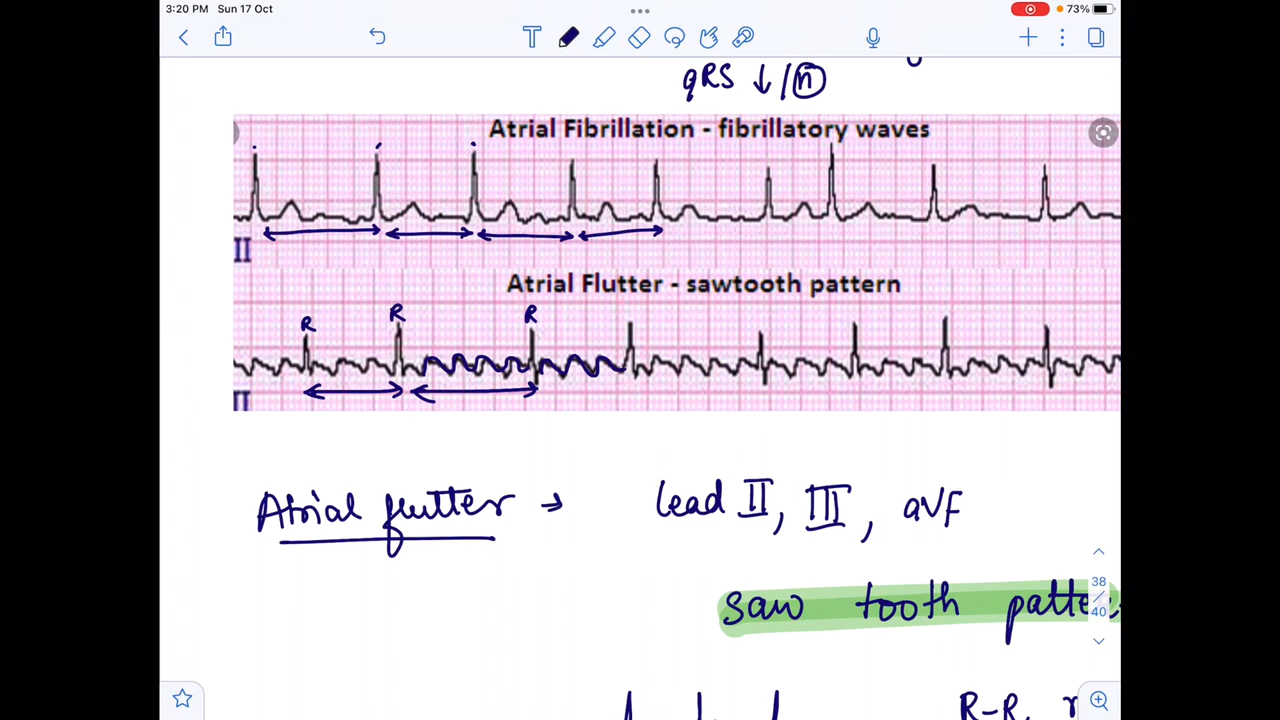 3:20 PM Sun 17 Oct
73%
T
qRS ↓/ⓝ
Atrial Fibrillation - fibrillatory waves
II
Atrial Flutter - sawtooth pattern
R R R
II
Atrial flutter → lead II, III, aVF
38
40
saw tooth patte
R-R